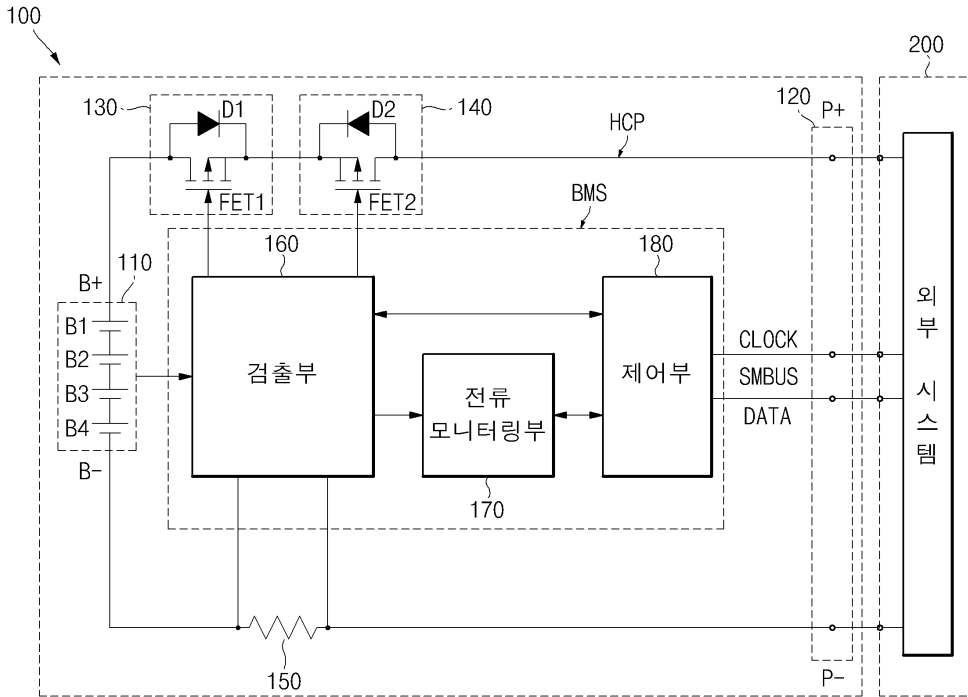 100
200
130
D1
D2
140
120
P+
HCP
FET1
FET2
BMS
160
180
B+
110
B1
B2
B3
B4
B-
검출부
전류
모니터링부
170
제어부
CLOCK
SMBUS
DATA
외부 시스템
150
P-